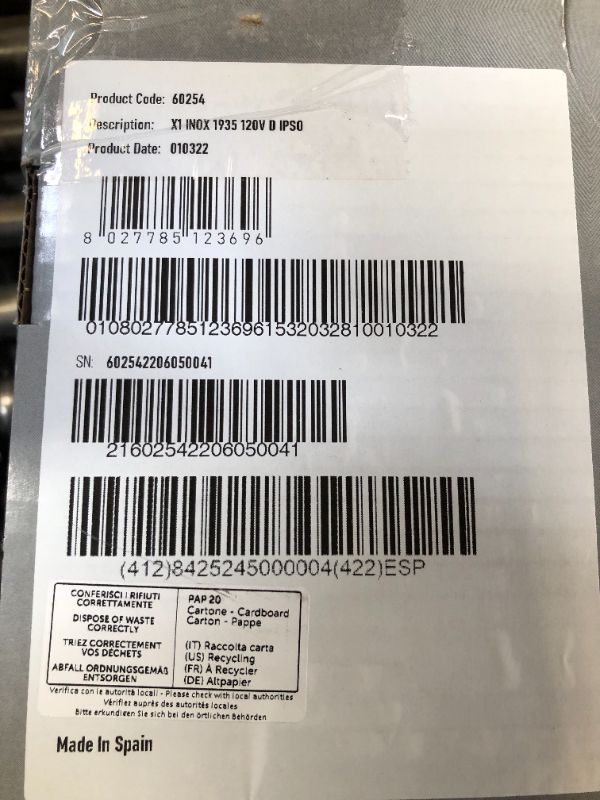 Product Code: 60254
Description: X1 INOX 1935 120V D IPSO
Product Date: 010322
8 027785 123696
01080277851236961532032810010322
SN: 602542206050041
21602542206050041
(412)8425245000004(422)ESP
CONFERISCI I RIFIUTI
CORRETTAMENTE
DISPOSE OF WASTE
CORRECTLY
TRIEZ CORRECTEMENT
VOS DÉCHETS
ABFALL ORDNUNGSGEMÄß
ENTSORGEN
PAP 20
Cartone - Cardboard
Carton - Pappe
(IT) Raccolta carta
(US) Recycling
(FR) À Recycler
(DE) Altpapier
Verifica con le autorità locali - Please check with local authorities
Vérifiez auprès des autorités locales
Bitte erkundigen Sie sich bei den örtlichen Behörden
Made In Spain